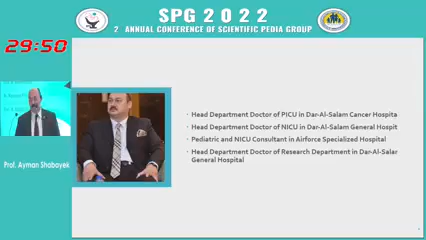 SPG 2022
2 ANNUAL CONFERENCE OF SCIENTIFIC PEDIA GROUP
29:50
Prof. Ayman Shabayek
· Head Department Doctor of PICU in Dar-Al-Salam Cancer Hospita
· Head Department Doctor of NICU in Dar-Al-Salam General Hospit
· Pediatric and NICU Consultant in Airforce Specialized Hospital
· Head Department Doctor of Research Department in Dar-Al-Salar
General Hospital